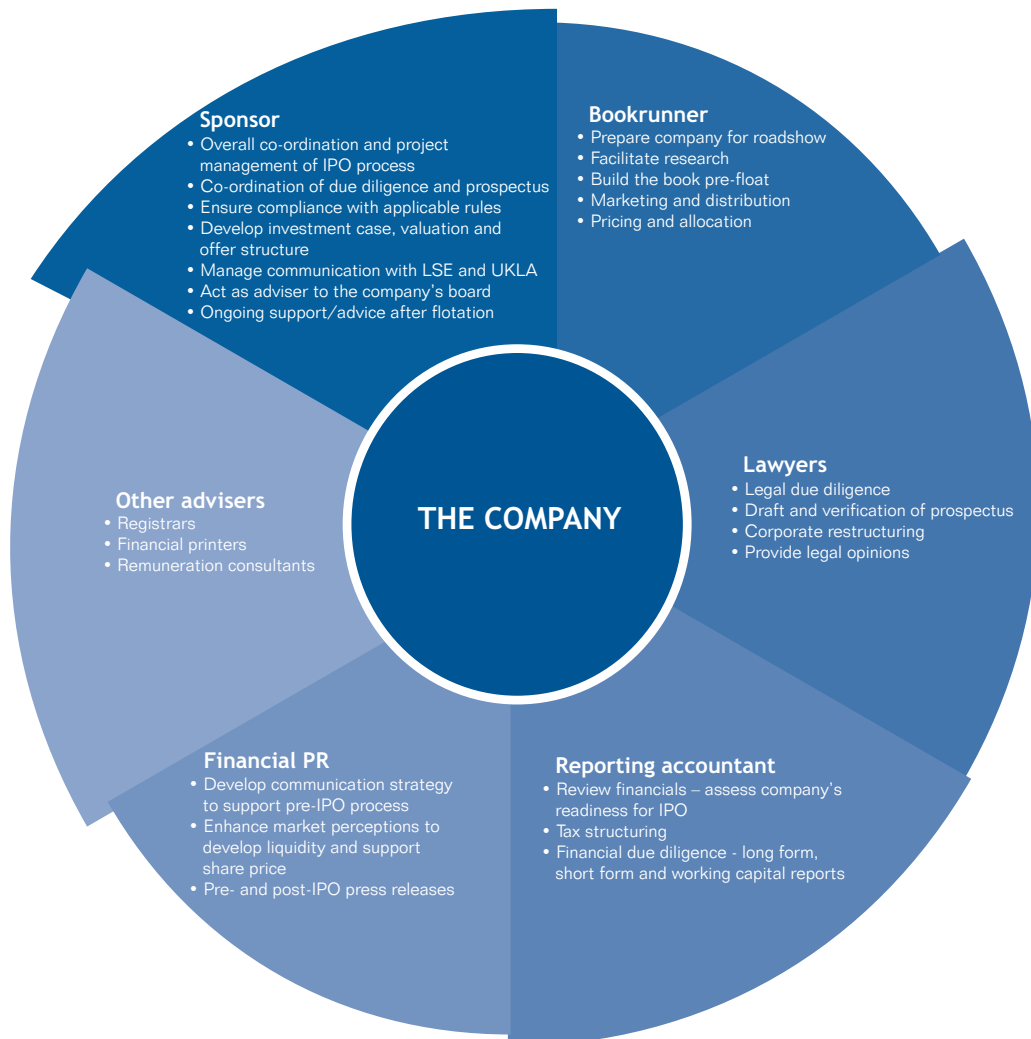 Sponsor
• Overall co-ordination and project
management of IPO process
• Co-ordination of due diligence and prospectus
• Ensure compliance with applicable rules
• Develop investment case, valuation and
offer structure
• Manage communication with LSE and UKLA
• Act as adviser to the company's board
• Ongoing support/advice after flotation
Bookrunner
• Prepare company for roadshow
• Facilitate research
• Build the book pre-float
• Marketing and distribution
• Pricing and allocation
Lawyers
• Legal due diligence
• Draft and verification of prospectus
• Corporate restructuring
• Provide legal opinions
THE COMPANY
Other advisers
• Registrars
• Financial printers
• Remuneration consultants
Financial PR
• Develop communication strategy
to support pre-IPO process
• Enhance market perceptions to
develop liquidity and support
share price
• Pre- and post-IPO press releases
Reporting accountant
• Review financials – assess company's
readiness for IPO
• Tax structuring
• Financial due diligence - long form,
short form and working capital reports